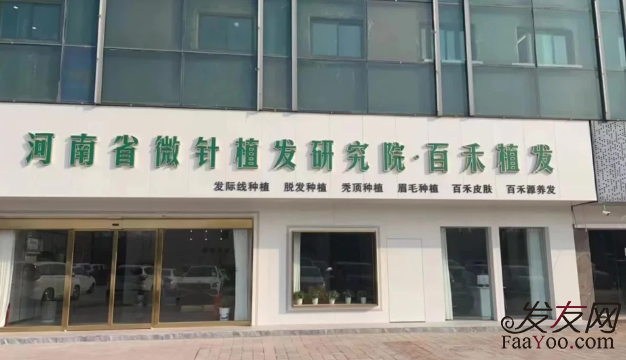 河南省微针植发研究院·百禾植发
发际线种植 脱发种植 秃顶种植 眉毛种植 百禾皮肤 百禾源养发
发友网
FaaYoo.com